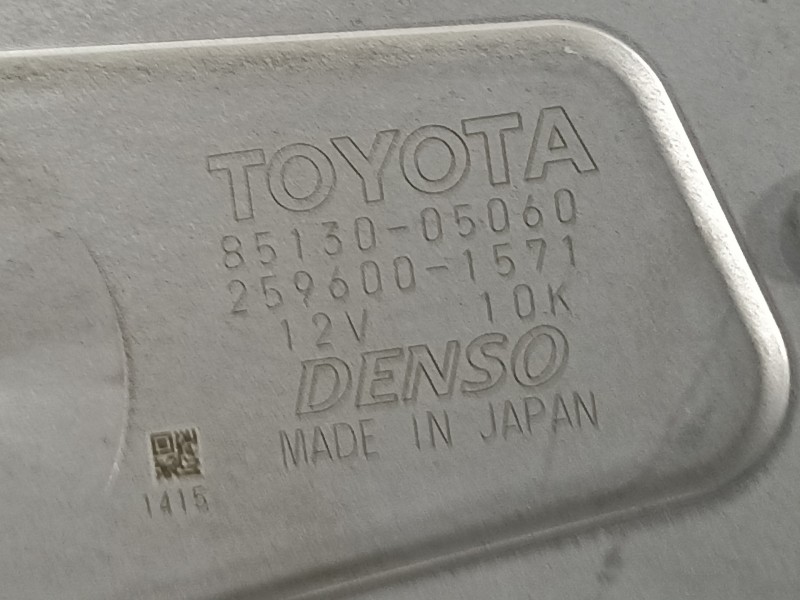 TOYOTA
85130-05060
259600-1571
12V 10K
DENSO
MADE IN JAPAN
1415